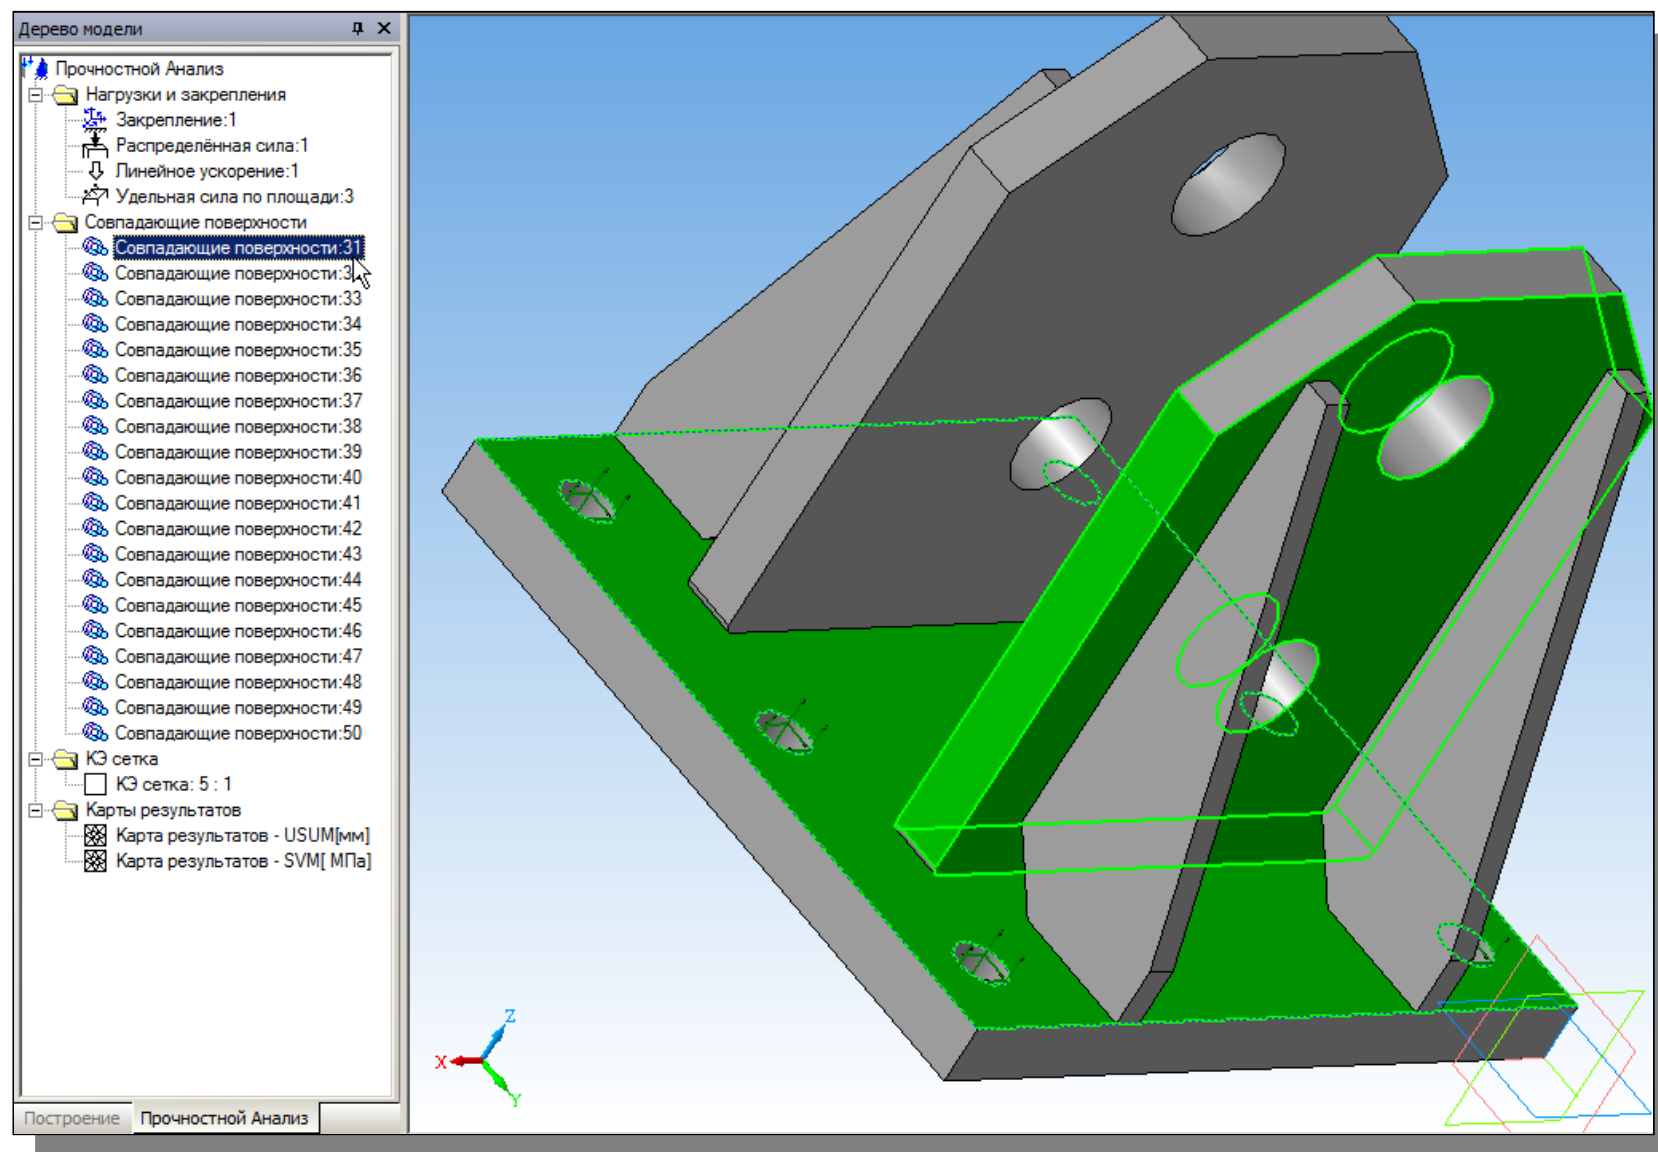 Дерево модели
Прочностной Анализ
Нагрузки и закрепления
Закрепление:1
Распределённая сила:1
Линейное ускорение:1
Удельная сила по площади:3
Совпадающие поверхности
Совпадающие поверхности:31
Совпадающие поверхности:3
Совпадающие поверхности:33
Совпадающие поверхности:34
Совпадающие поверхности:35
Совпадающие поверхности:36
Совпадающие поверхности:37
Совпадающие поверхности:38
Совпадающие поверхности:39
Совпадающие поверхности:40
Совпадающие поверхности:41
Совпадающие поверхности:42
Совпадающие поверхности:43
Совпадающие поверхности:44
Совпадающие поверхности:45
Совпадающие поверхности:46
Совпадающие поверхности:47
Совпадающие поверхности:48
Совпадающие поверхности:49
Совпадающие поверхности:50
КЭ сетка
КЭ сетка: 5 : 1
Карты результатов
Карта результатов - USUM[мм]
Карта результатов - SVM[ МПа]
Построение
Прочностной Анализ
Z
X
Y